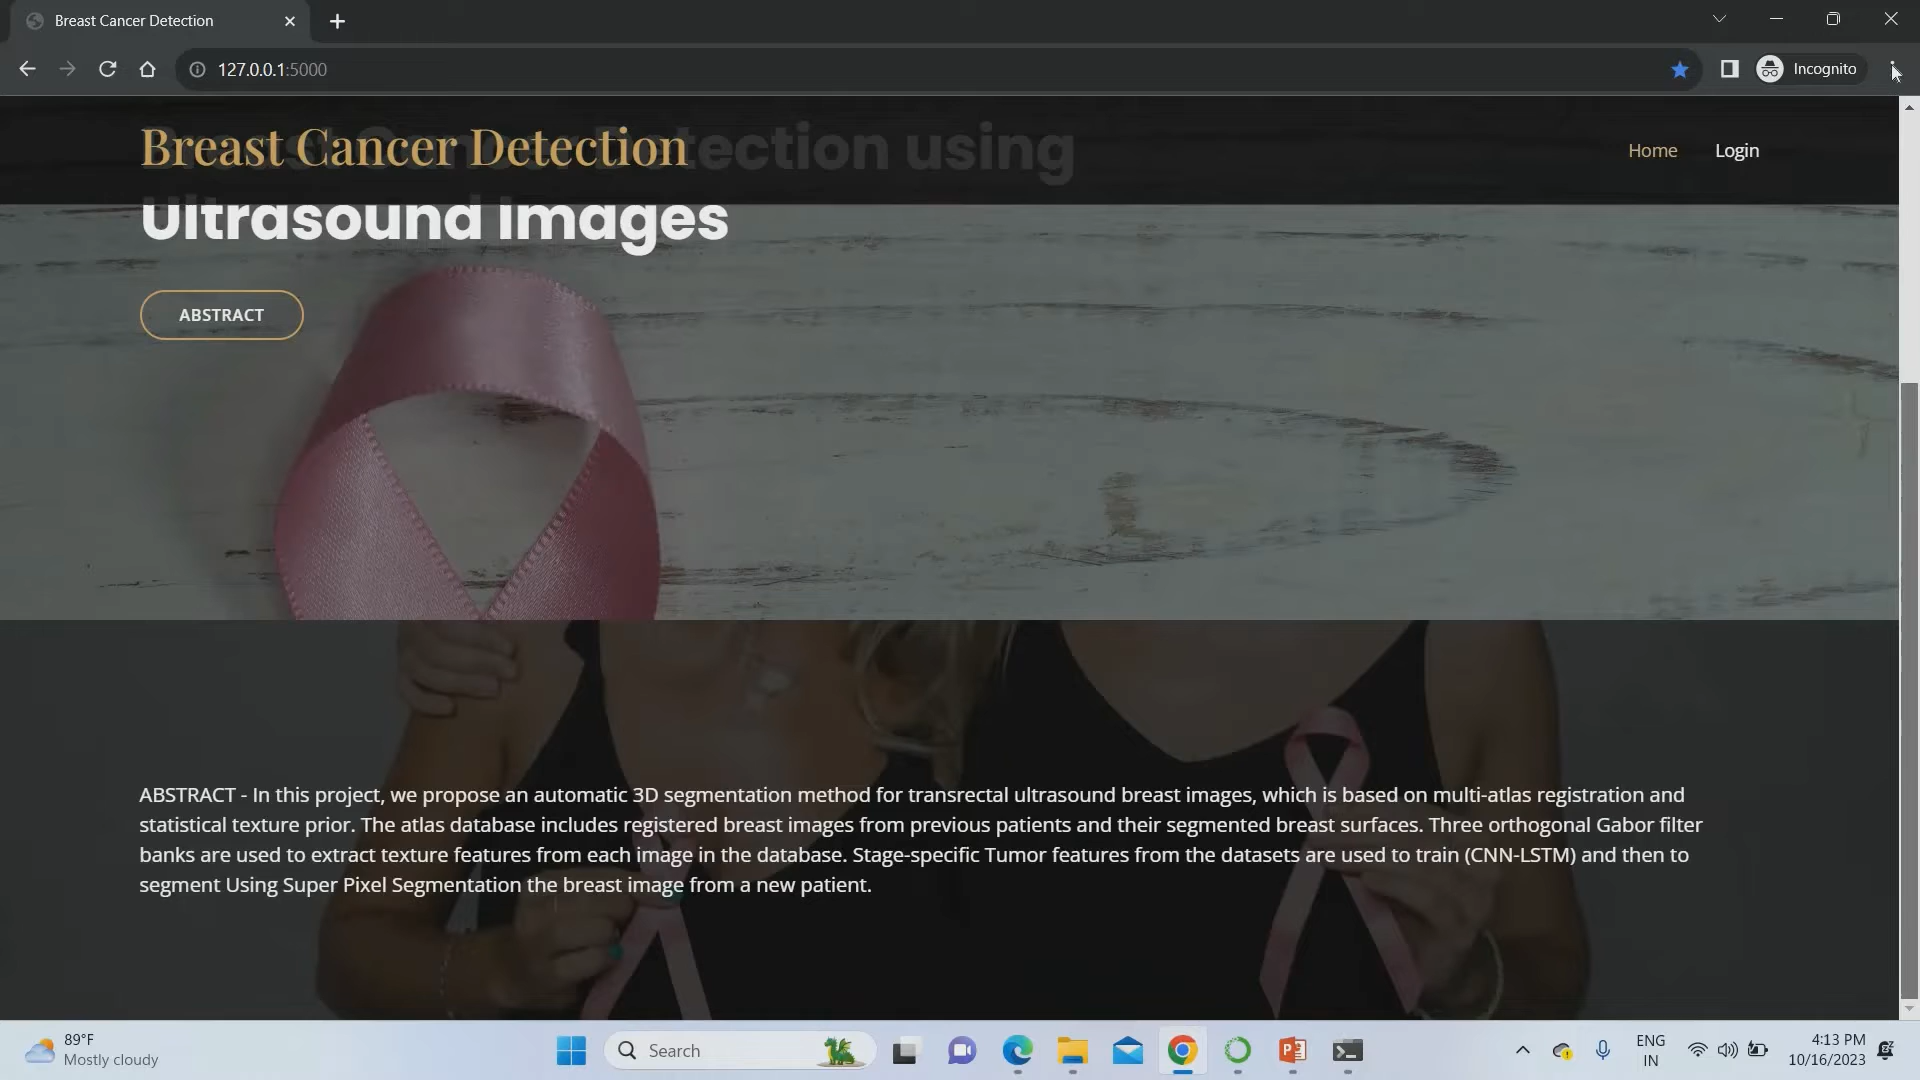 Breast Cancer Detection
127.0.0.1:5000
Incognito
Breast Cancer Detection using
Breast Cancer Detection
Home
Login
Ultrasound Images
ABSTRACT
ABSTRACT - In this project, we propose an automatic 3D segmentation method for transrectal ultrasound breast images, which is based on multi-atlas registration and
statistical texture prior. The atlas database includes registered breast images from previous patients and their segmented breast surfaces. Three orthogonal Gabor filter
banks are used to extract texture features from each image in the database. Stage-specific Tumor features from the datasets are used to train (CNN-LSTM) and then to
segment Using Super Pixel Segmentation the breast image from a new patient.
89°F
Mostly cloudy
Search
ENG
IN
4:13 PM
10/16/2023